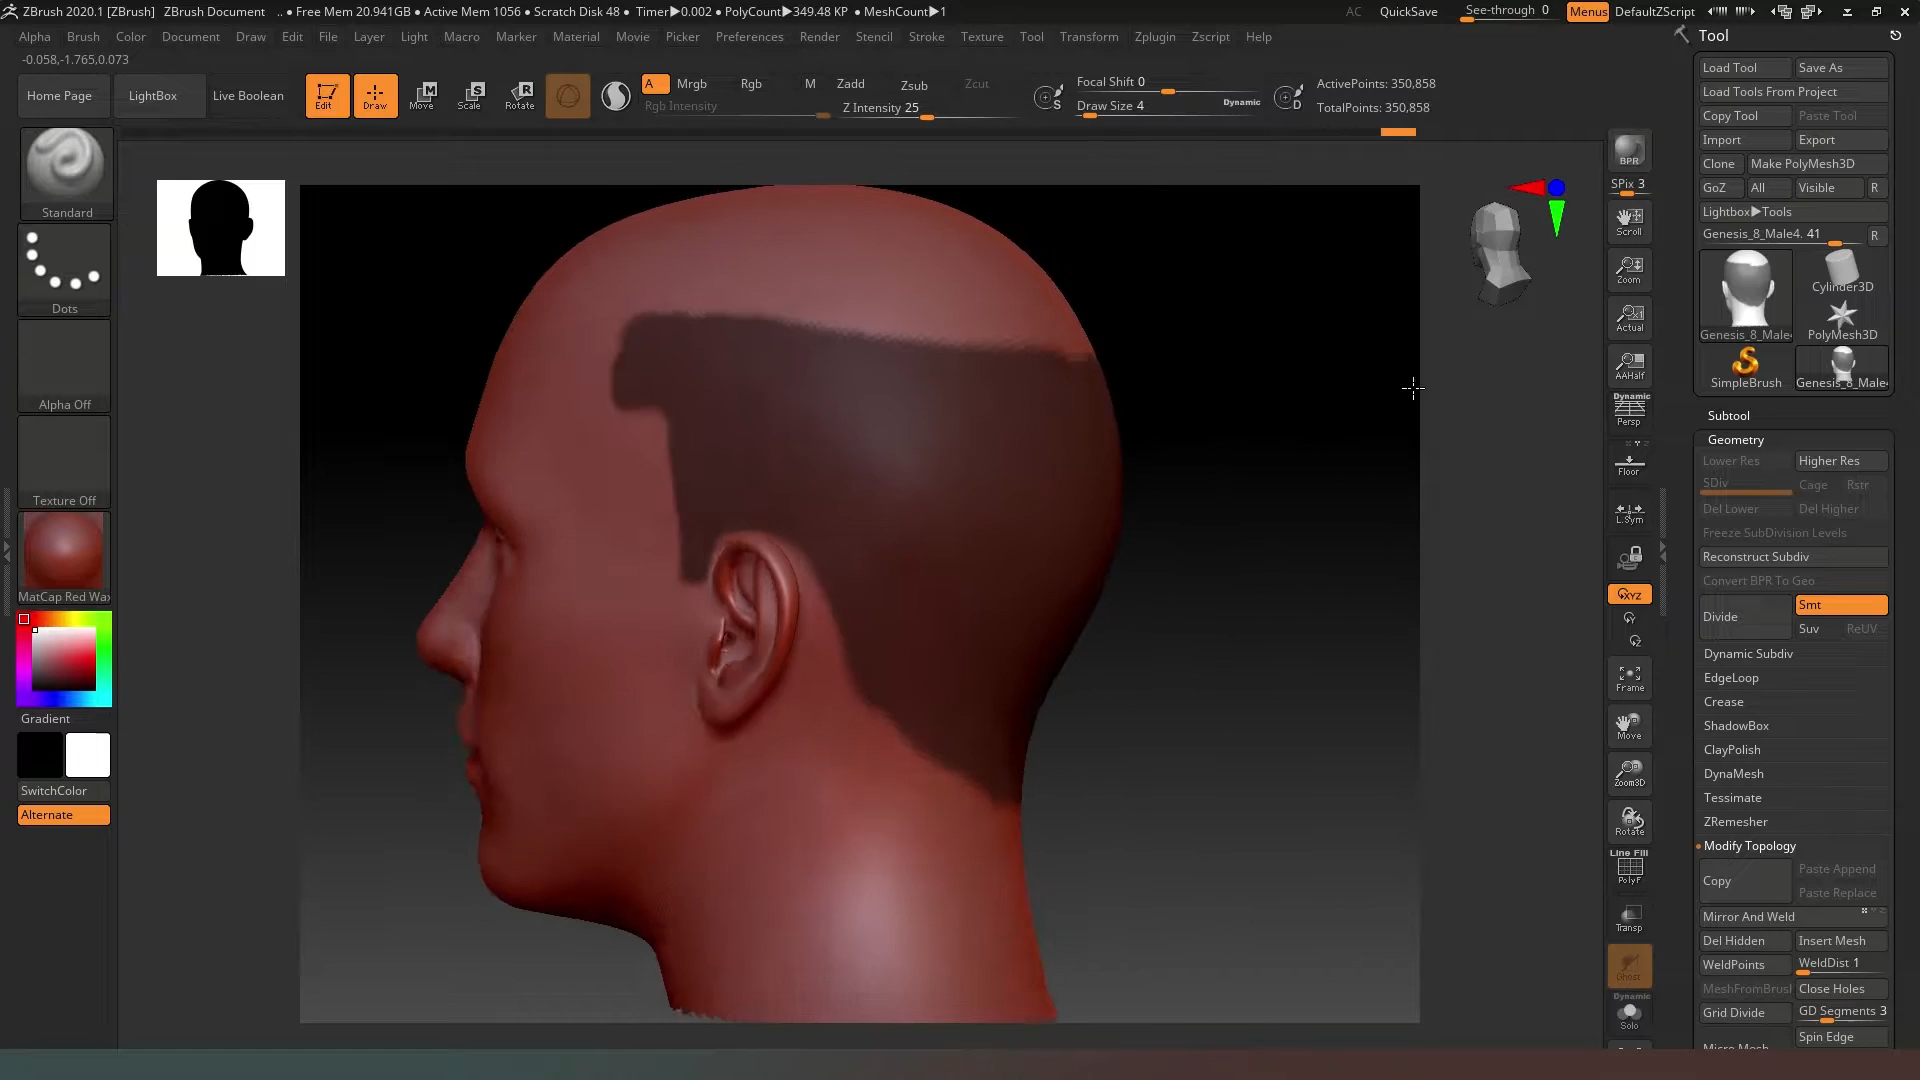 ZBrush 2020.1 [ZBrush] ZBrush Document .. ● Free Mem 20.941GB ● Active Mem 1056 ● Scratch Disk 48 ● Timer▶0.002 ● PolyCount▶349.48 KP ● MeshCount▶1 AC QuickSave See-through 0 Menus DefaultZScript
Alpha Brush Color Document Draw Edit File Layer Light Macro Marker Material Movie Picker Preferences Render Stencil Stroke Texture Tool Transform Zplugin Zscript Help
-0.058,-1.765,0.073
Home Page LightBox Live Boolean Edit Draw Move Scale Rotate
A Mrgb Rgb M Zadd Zsub Zcut
Rgb Intensity Z Intensity 25
S Focal Shift 0
Draw Size 4 Dynamic D
ActivePoints: 350,858
TotalPoints: 350,858
Standard
Dots
Alpha Off
Texture Off
MatCap Red Wax
Gradient
SwitchColor
Alternate
BPR
SPix 3
Scroll
Zoom
Actual
AAHalf
Dynamic
Persp
Floor
L.Sym
XYZ
Y
Z
Frame
Move
Zoom3D
Rotate
Line Fill
PolyF
Transp
Ghost
Dynamic
Solo
Tool
Load Tool Save As
Load Tools From Project
Copy Tool Paste Tool
Import Export
Clone Make PolyMesh3D
GoZ All Visible R
Lightbox▶Tools
Genesis_8_Male4. 41 R
Cylinder3D
Genesis_8_Male4 PolyMesh3D
SimpleBrush Genesis_8_Male4
Subtool
Geometry
Lower Res Higher Res
SDiv Cage Rstr
Del Lower Del Higher
Freeze SubDivision Levels
Reconstruct Subdiv
Convert BPR To Geo
Divide Smt
Suv ReUV
Dynamic Subdiv
EdgeLoop
Crease
ShadowBox
ClayPolish
DynaMesh
Tessimate
ZRemesher
Modify Topology
Copy Paste Append
Paste Replace
Mirror And Weld
Del Hidden Insert Mesh
WeldPoints WeldDist 1
MeshFromBrush Close Holes
Grid Divide GD Segments 3
Spin Edge